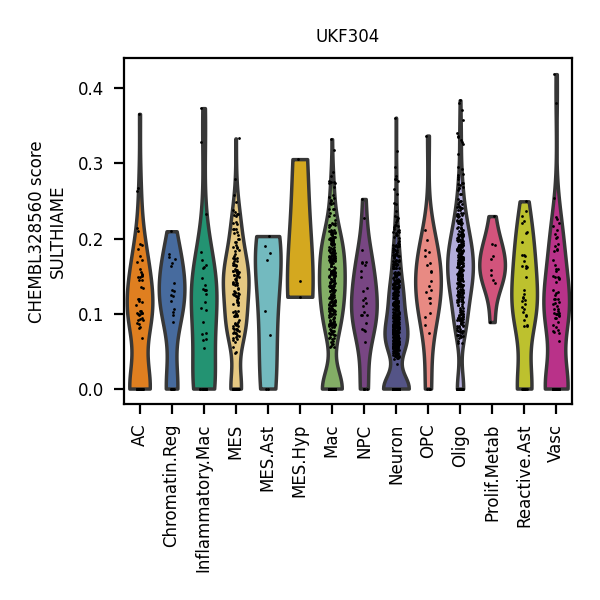 UKF304
CHEMBL328560 score
SULTHIAME
0.4
0.3
0.2
0.1
0.0
AC
Chromatin.Reg
Inflammatory.Mac
MES
MES.Ast
MES.Hyp
Mac
NPC
Neuron
OPC
Oligo
Prolif.Metab
Reactive.Ast
Vasc